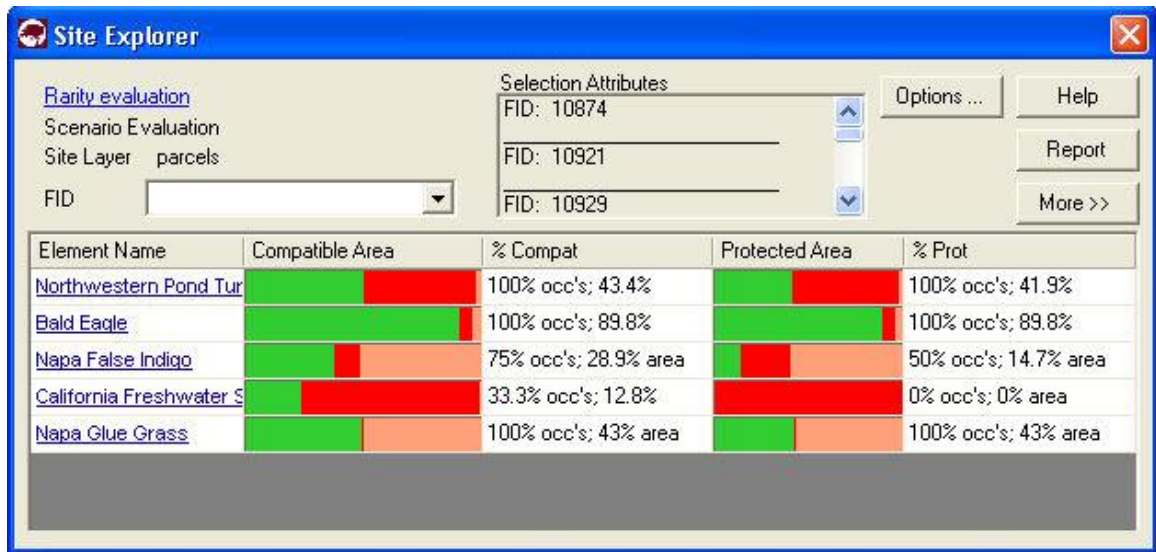 Site Explorer
Rarity evaluation
Scenario Evaluation
Site Layer parcels
FID
Selection Attributes
FID: 10874
FID: 10921
FID: 10929
Options ...
Help
Report
More >>
Element Name Compatible Area % Compat Protected Area % Prot
Northwestern Pond Tur 100% occ's; 43.4% 100% occ's; 41.9%
Bald Eagle 100% occ's; 89.8% 100% occ's; 89.8%
Napa False Indigo 75% occ's; 28.9% area 50% occ's; 14.7% area
California Freshwater S 33.3% occ's; 12.8% 0% occ's; 0% area
Napa Glue Grass 100% occ's; 43% area 100% occ's; 43% area